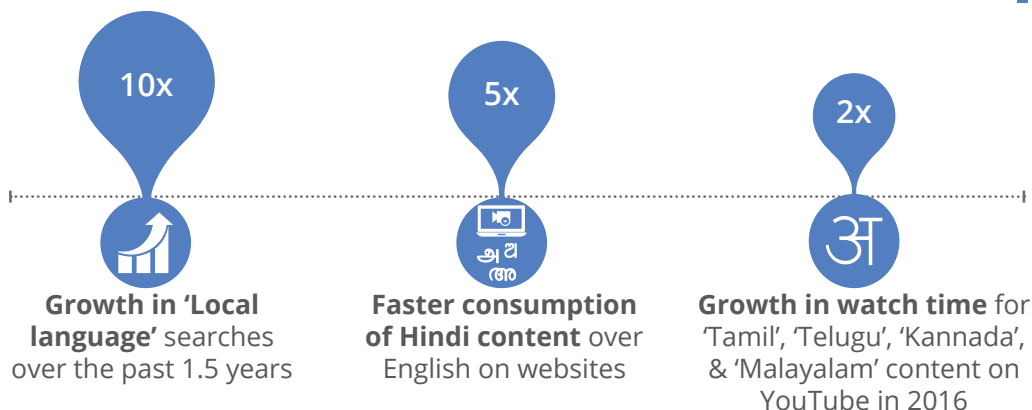 10x
5x
2x
அ ଅ
അ
अ
Growth in ‘Local
language’ searches
over the past 1.5 years
Faster consumption
of Hindi content over
English on websites
Growth in watch time for
‘Tamil’, ‘Telugu’, ‘Kannada’,
& ‘Malayalam’ content on
YouTube in 2016